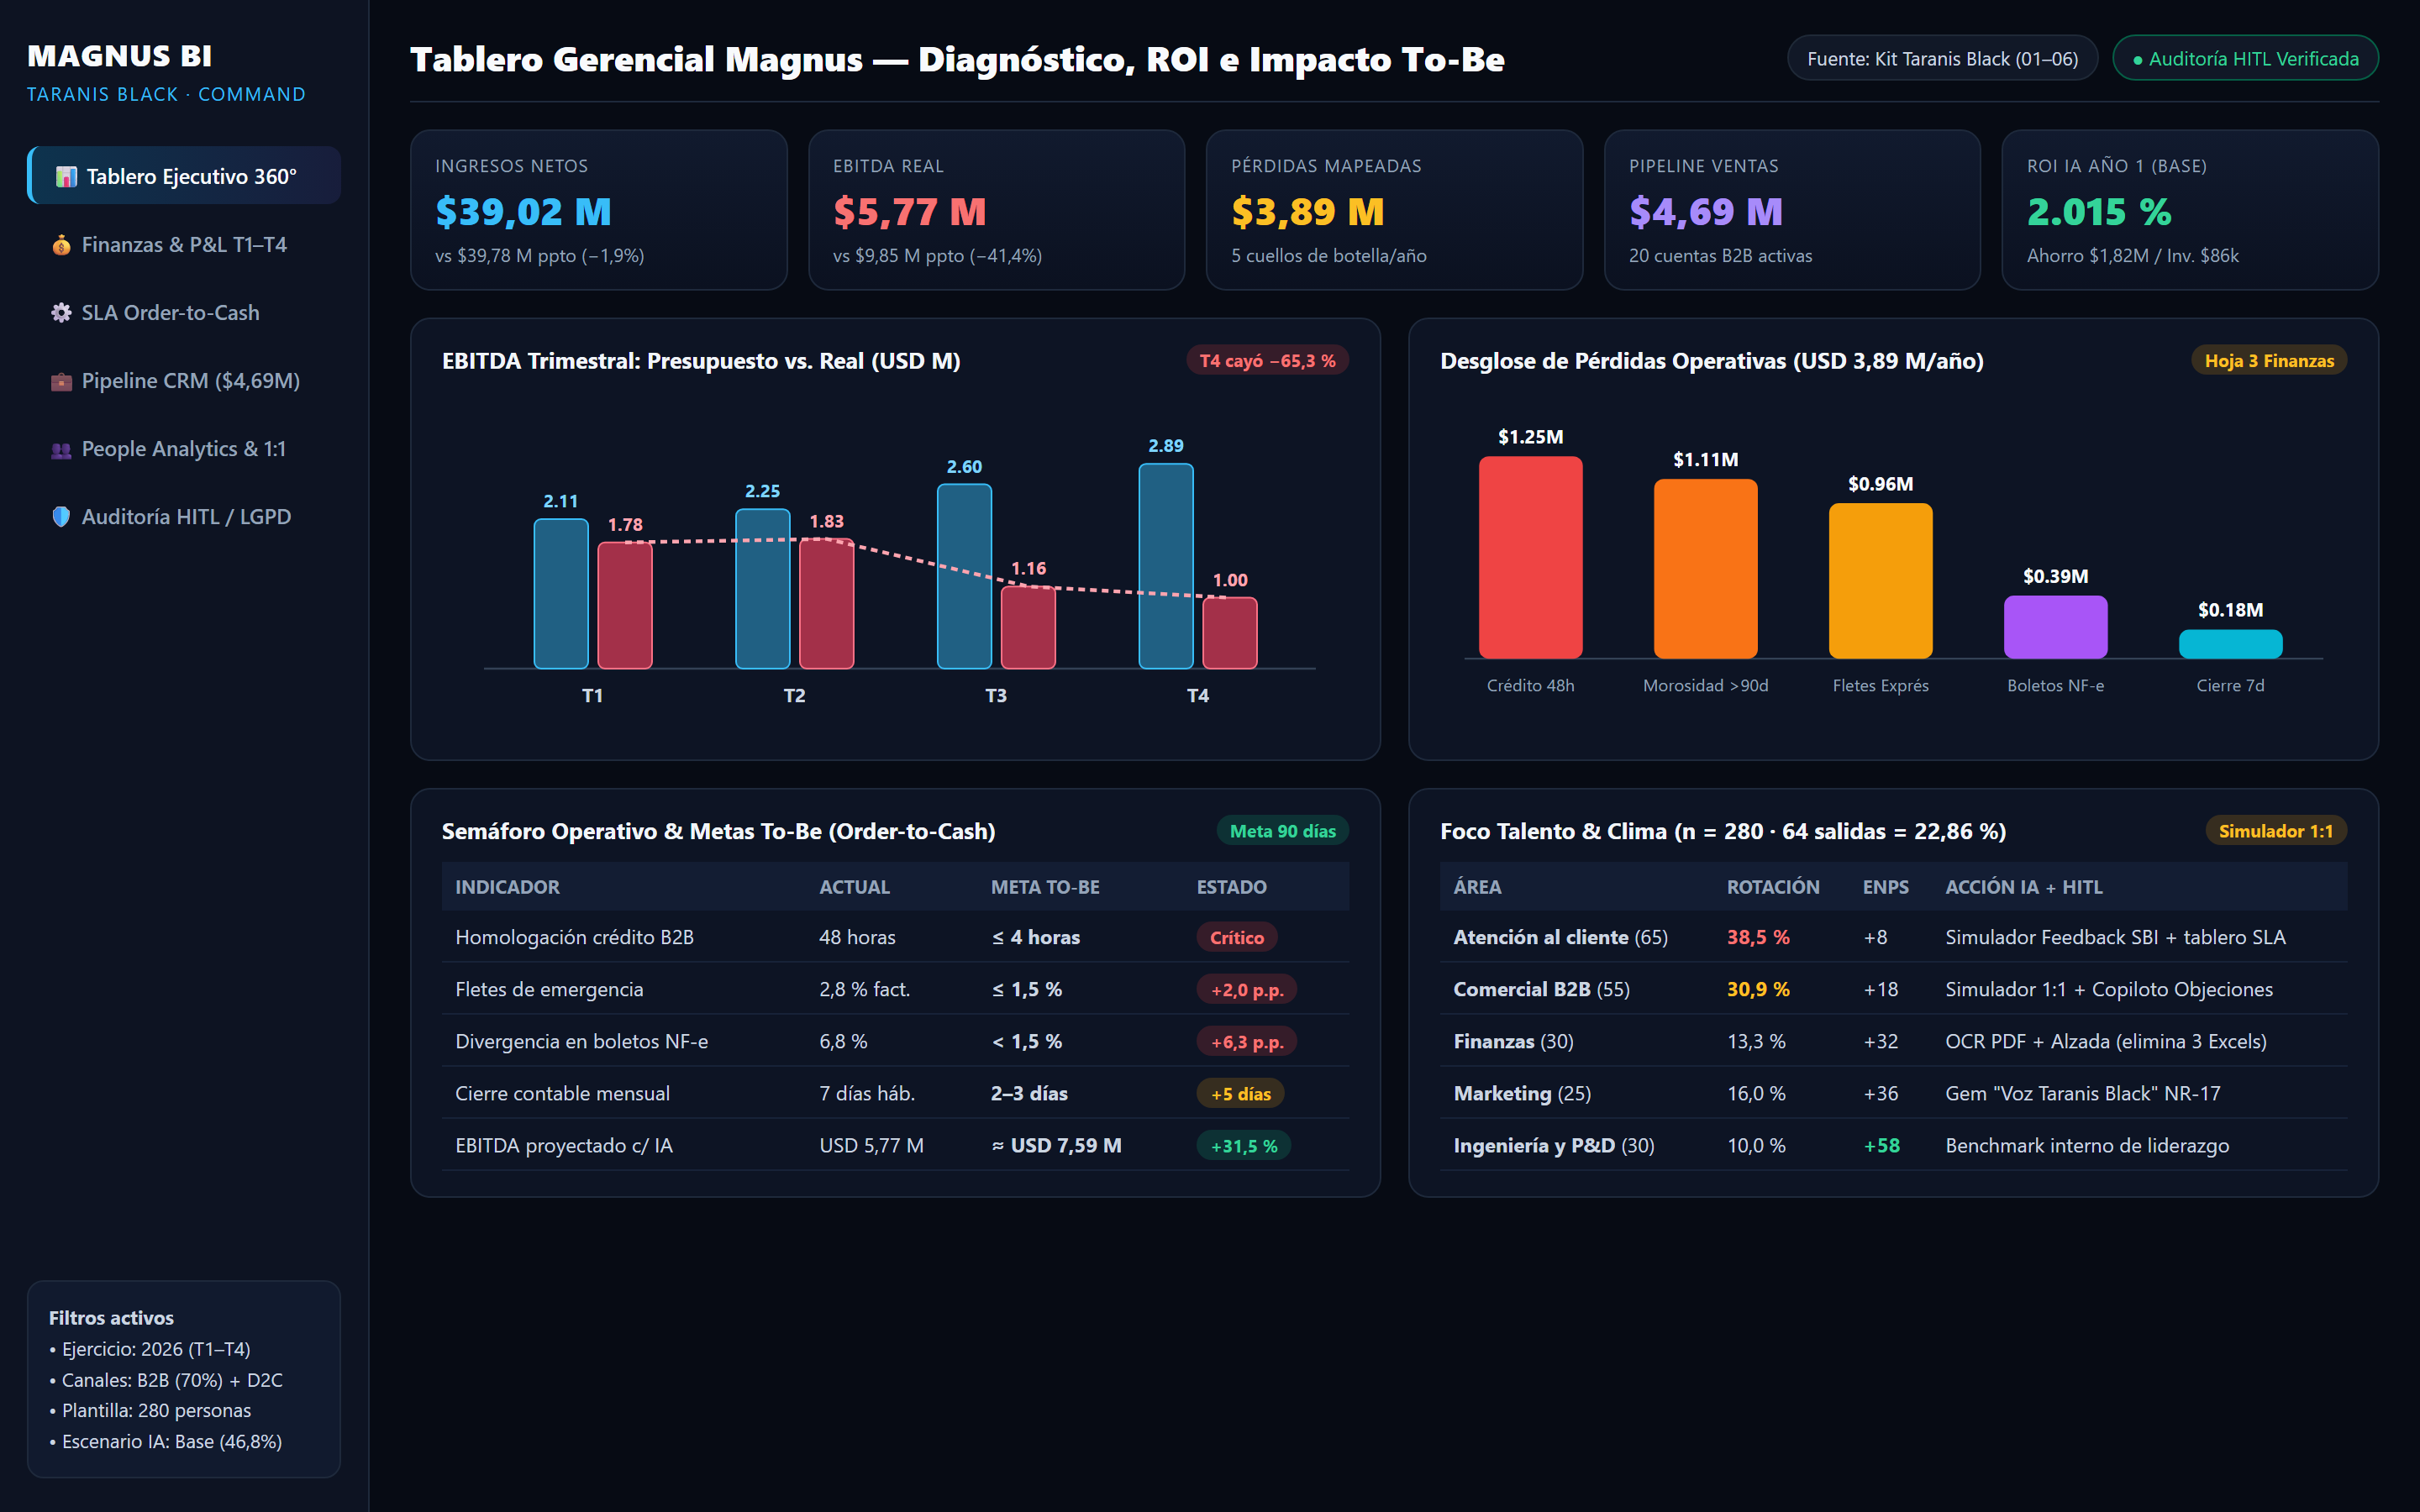 MAGNUS BI
TARANIS BLACK · COMMAND
Tablero Ejecutivo 360°
Finanzas & P&L T1–T4
SLA Order-to-Cash
Pipeline CRM ($4,69M)
People Analytics & 1:1
Auditoría HITL / LGPD
Filtros activos
• Ejercicio: 2026 (T1–T4)
• Canales: B2B (70%) + D2C
• Plantilla: 280 personas
• Escenario IA: Base (46,8%)
Tablero Gerencial Magnus — Diagnóstico, ROI e Impacto To-Be
Fuente: Kit Taranis Black (01–06)
● Auditoría HITL Verificada
INGRESOS NETOS
$39,02 M
vs $39,78 M ppto (−1,9%)
EBITDA REAL
$5,77 M
vs $9,85 M ppto (−41,4%)
PÉRDIDAS MAPEADAS
$3,89 M
5 cuellos de botella/año
PIPELINE VENTAS
$4,69 M
20 cuentas B2B activas
ROI IA AÑO 1 (BASE)
2.015 %
Ahorro $1,82M / Inv. $86k
EBITDA Trimestral: Presupuesto vs. Real (USD M)
T4 cayó −65,3 %
2.11
1.78
2.25
1.83
2.60
1.16
2.89
1.00
T1
T2
T3
T4
Desglose de Pérdidas Operativas (USD 3,89 M/año)
Hoja 3 Finanzas
$1.25M
$1.11M
$0.96M
$0.39M
$0.18M
Crédito 48h
Morosidad >90d
Fletes Exprés
Boletos NF-e
Cierre 7d
Semáforo Operativo & Metas To-Be (Order-to-Cash)
Meta 90 días
INDICADOR ACTUAL META TO-BE ESTADO
Homologación crédito B2B 48 horas ≤ 4 horas Crítico
Fletes de emergencia 2,8 % fact. ≤ 1,5 % +2,0 p.p.
Divergencia en boletos NF-e 6,8 % < 1,5 % +6,3 p.p.
Cierre contable mensual 7 días háb. 2–3 días +5 días
EBITDA proyectado c/ IA USD 5,77 M ≈ USD 7,59 M +31,5 %
Foco Talento & Clima (n = 280 · 64 salidas = 22,86 %)
Simulador 1:1
ÁREA ROTACIÓN ENPS ACCIÓN IA + HITL
Atención al cliente (65) 38,5 % +8 Simulador Feedback SBI + tablero SLA
Comercial B2B (55) 30,9 % +18 Simulador 1:1 + Copiloto Objeciones
Finanzas (30) 13,3 % +32 OCR PDF + Alzada (elimina 3 Excels)
Marketing (25) 16,0 % +36 Gem "Voz Taranis Black" NR-17
Ingeniería y P&D (30) 10,0 % +58 Benchmark interno de liderazgo